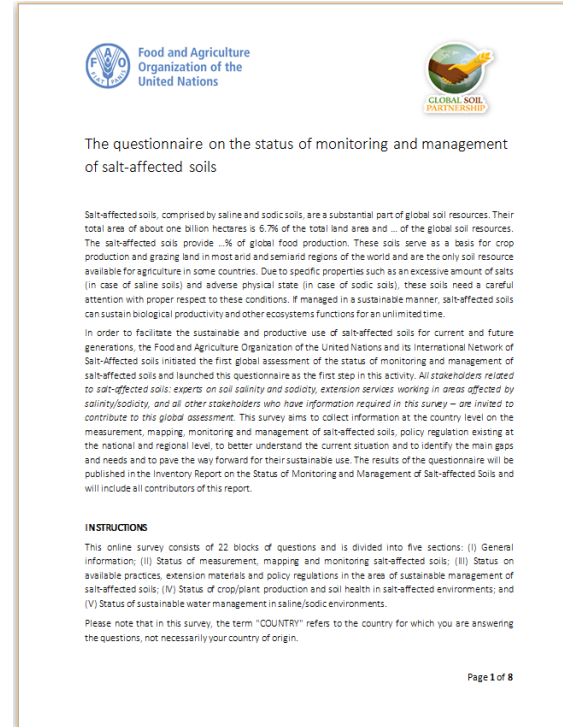 Food and Agriculture
Organization of the
United Nations
F A O
FIAT PANIS
GLOBAL SOIL
PARTNERSHIP
The questionnaire on the status of monitoring and management
of salt-affected soils
Salt-affected soils, comprised by saline and sodic soils, are a substantial part of global soil resources. Their
total area of about one billion hectares is 6.7% of the total land area and ... of the global soil resources.
The salt-affected soils provide ...% of global food production. These soils serve as a basis for crop
production and grazing land in most arid and semiarid regions of the world and are the only soil resource
available for agriculture in some countries. Due to specific properties such as an excessive amount of salts
(in case of saline soils) and adverse physical state (in case of sodic soils), these soils need a careful
attention with proper respect to these conditions. If managed in a sustainable manner, salt-affected soils
can sustain biological productivity and other ecosystems functions for an unlimited time.
In order to facilitate the sustainable and productive use of salt-affected soils for current and future
generations, the Food and Agriculture Organization of the United Nations and its International Network of
Salt-Affected soils initiated the first global assessment of the status of monitoring and management of
salt-affected soils and launched this questionnaire as the first step in this activity. All stakeholders related
to salt-affected soils: experts on soil salinity and sodicity, extension services working in areas affected by
salinity/sodicity, and all other stakeholders who have information required in this survey – are invited to
contribute to this global assessment. This survey aims to collect information at the country level on the
measurement, mapping, monitoring and management of salt-affected soils, policy regulation existing at
the national and regional level, to better understand the current situation and to identify the main gaps
and needs and to pave the way forward for their sustainable use. The results of the questionnaire will be
published in the Inventory Report on the Status of Monitoring and Management of Salt-affected Soils and
will include all contributors of this report.
INSTRUCTIONS
This online survey consists of 22 blocks of questions and is divided into five sections: (I) General
information; (II) Status of measurement, mapping and monitoring salt-affected soils; (III) Status on
available practices, extension materials and policy regulations in the area of sustainable management of
salt-affected soils; (IV) Status of crop/plant production and soil health in salt-affected environments; and
(V) Status of sustainable water management in saline/sodic environments.
Please note that in this survey, the term "COUNTRY" refers to the country for which you are answering
the questions, not necessarily your country of origin.
Page 1 of 8